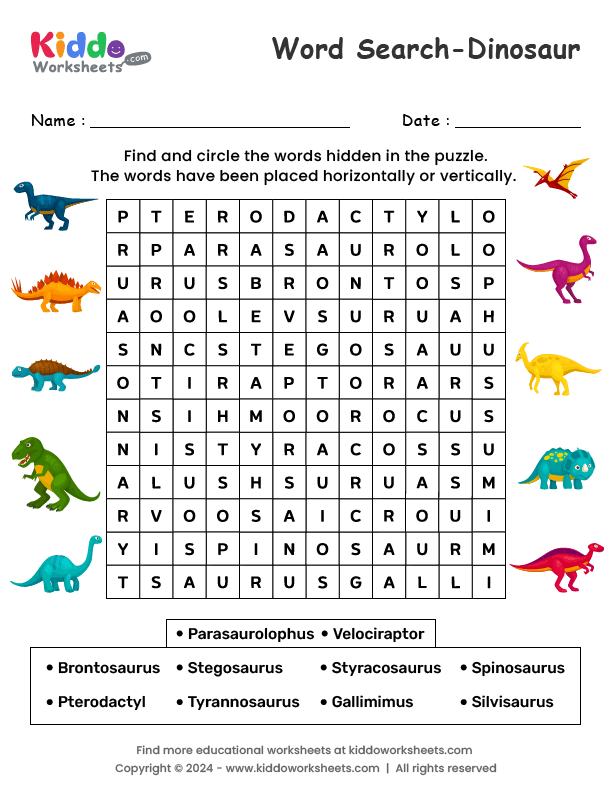 Kiddo
Worksheets.com
Word Search-Dinosaur
Name :
Date :
Find and circle the words hidden in the puzzle.
The words have been placed horizontally or vertically.
P T E R O D A C T Y L O
R P A R A S A U R O L O
U R U S B R O N T O S P
A O O L E V S U R U A H
S N C S T E G O S A U U
O T I R A P T O R A R S
N S I H M O O R O C U S
N I S T Y R A C O S S U
A L U S H S U R U A S M
R V O O S A I C R O U I
Y I S P I N O S A U R M
T S A U R U S G A L L I
• Parasaurolophus • Velociraptor
• Brontosaurus • Stegosaurus • Styracosaurus • Spinosaurus
• Pterodactyl • Tyrannosaurus • Gallimimus • Silvisaurus
Find more educational worksheets at kiddoworksheets.com
Copyright © 2024 - www.kiddoworksheets.com | All rights reserved